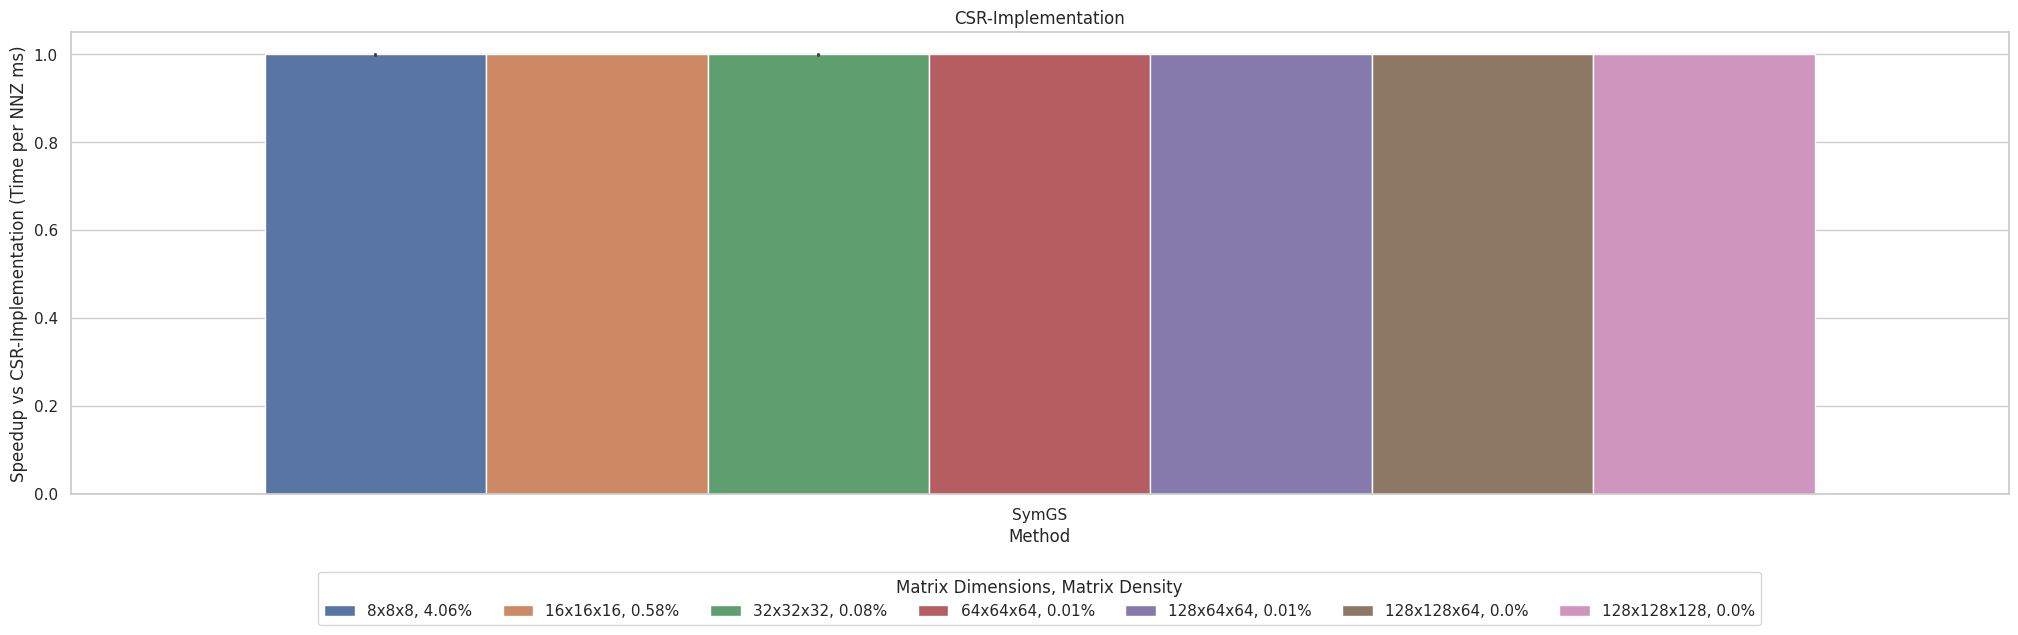 CSR-Implementation
Speedup vs CSR-Implementation (Time per NNZ ms)
1.0
0.8
0.6
0.4
0.2
0.0
SymGS
Method
Matrix Dimensions, Matrix Density
8x8x8, 4.06% 16x16x16, 0.58% 32x32x32, 0.08% 64x64x64, 0.01% 128x64x64, 0.01% 128x128x64, 0.0% 128x128x128, 0.0%